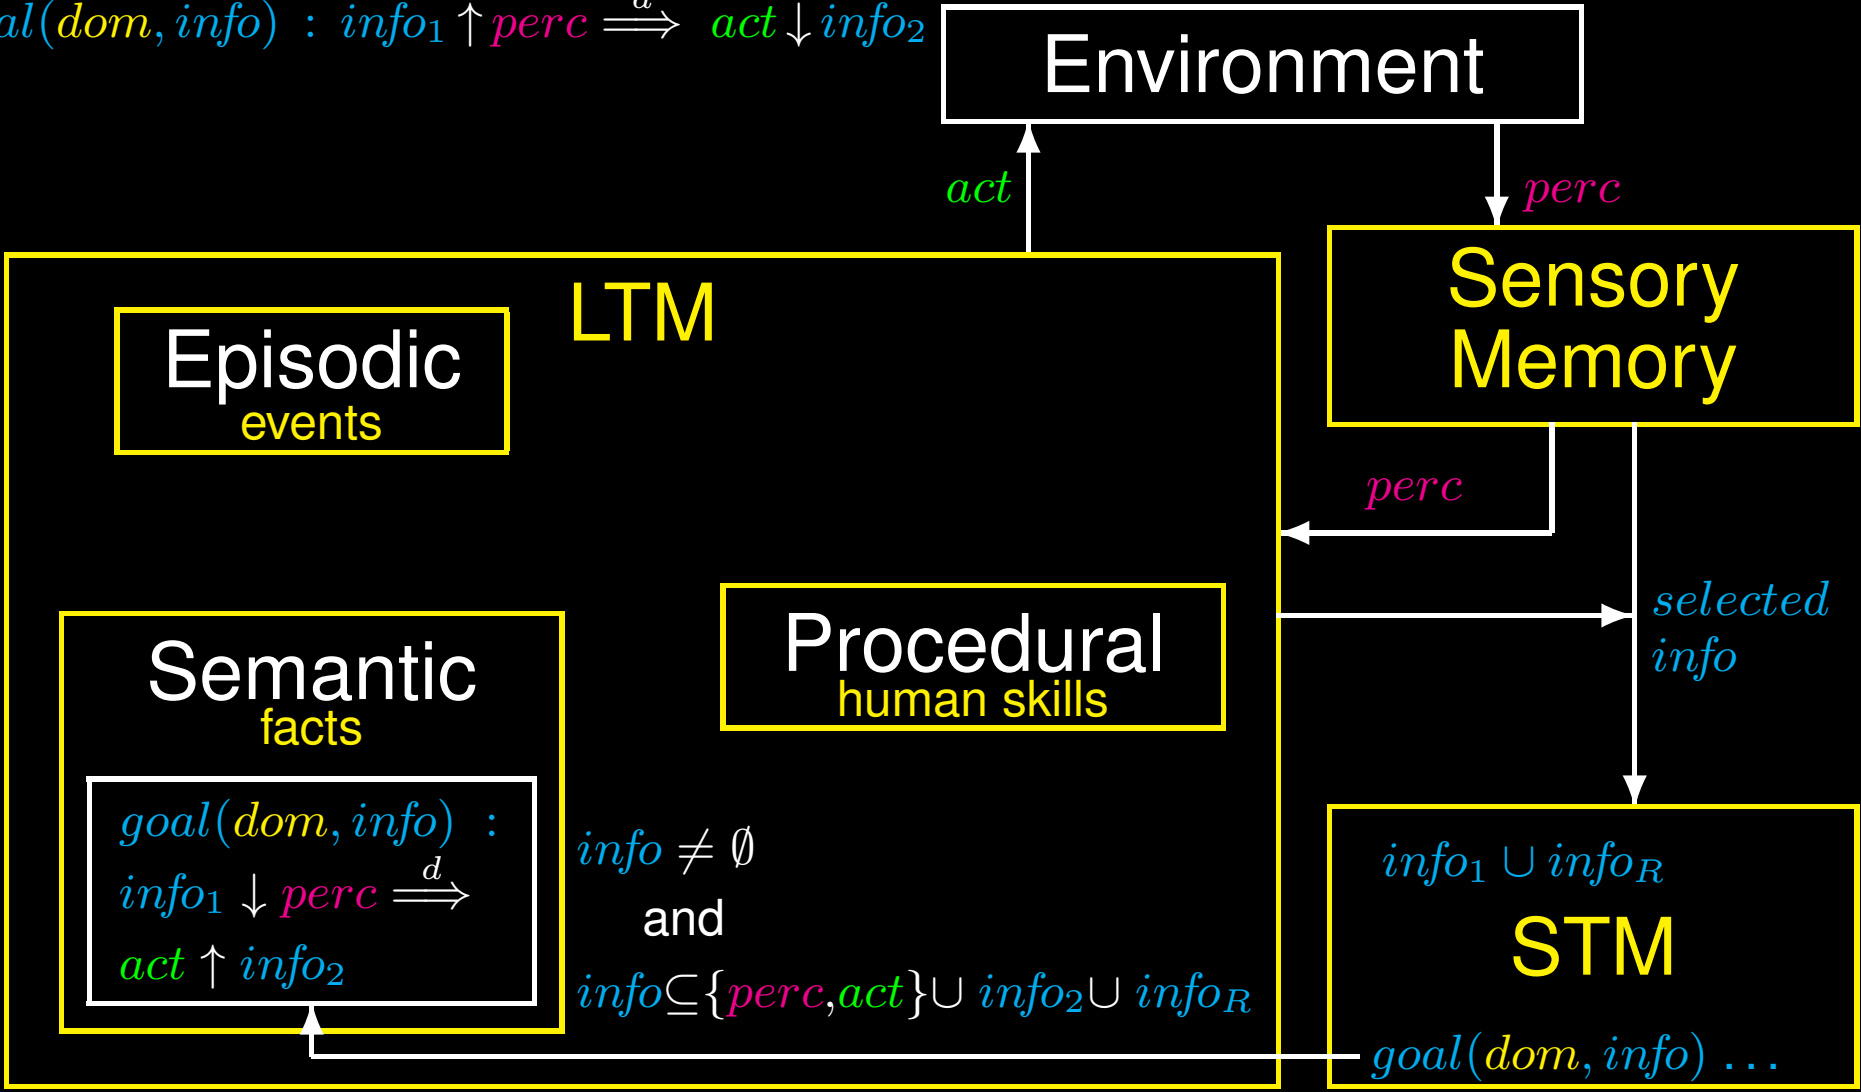 al(dom, info) : info₁ ↑ perc ⟹ act ↓ info₂
Environment
act
perc
LTM
Sensory
Memory
Episodic
events
perc
selected
info
Procedural
human skills
Semantic
facts
goal(dom, info) :
info₁ ↓ perc ⟹ᵈ
act ↑ info₂
info ≠ ∅
and
info⊆{perc,act}∪ info₂∪ info_R
info₁ ∪ info_R
STM
goal(dom, info) ...